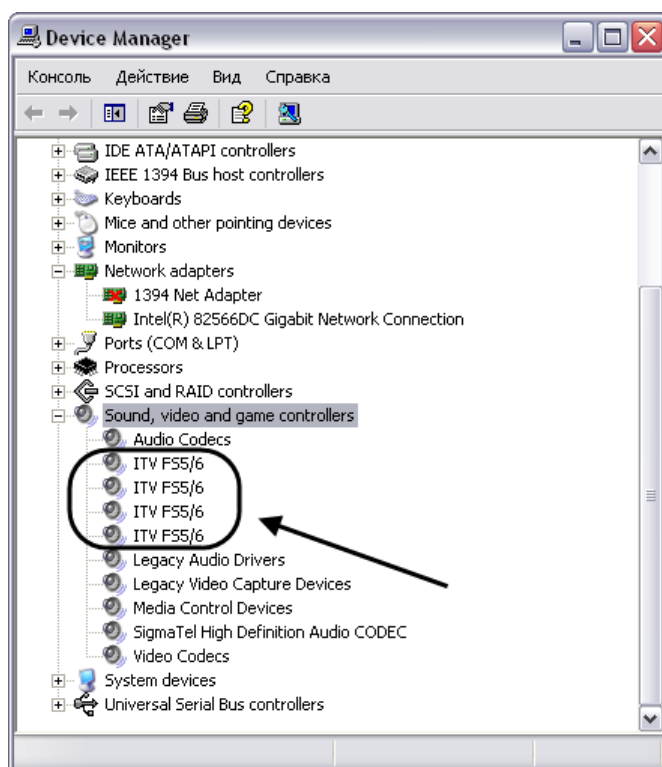 Device Manager
Консоль Действие Вид Справка
IDE ATA/ATAPI controllers
IEEE 1394 Bus host controllers
Keyboards
Mice and other pointing devices
Monitors
Network adapters
1394 Net Adapter
Intel(R) 82566DC Gigabit Network Connection
Ports (COM & LPT)
Processors
SCSI and RAID controllers
Sound, video and game controllers
Audio Codecs
ITV FS5/6
ITV FS5/6
ITV FS5/6
ITV FS5/6
Legacy Audio Drivers
Legacy Video Capture Devices
Media Control Devices
SigmaTel High Definition Audio CODEC
Video Codecs
System devices
Universal Serial Bus controllers